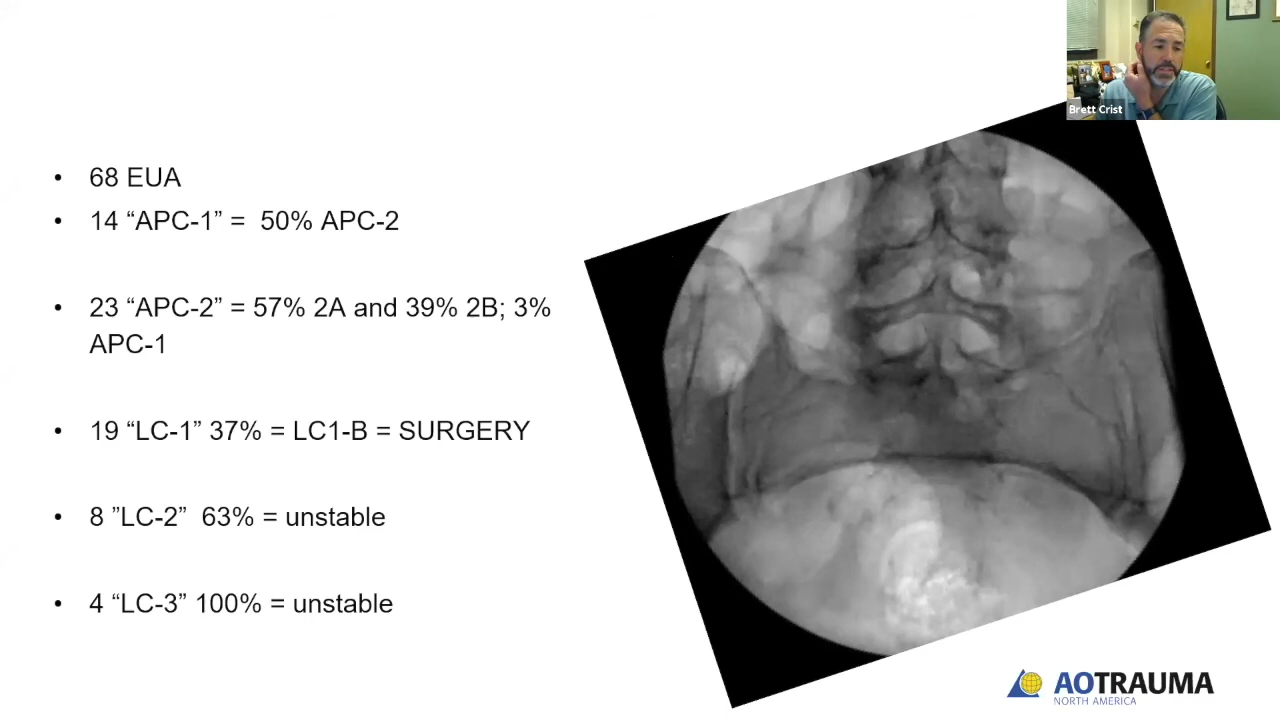 Brett Crist
• 68 EUA
• 14 “APC-1” =  50% APC-2
• 23 “APC-2” = 57% 2A and 39% 2B; 3%
APC-1
• 19 “LC-1” 37% = LC1-B = SURGERY
• 8 ”LC-2”  63% = unstable
• 4 “LC-3” 100% = unstable
AOTRAUMA
NORTH AMERICA